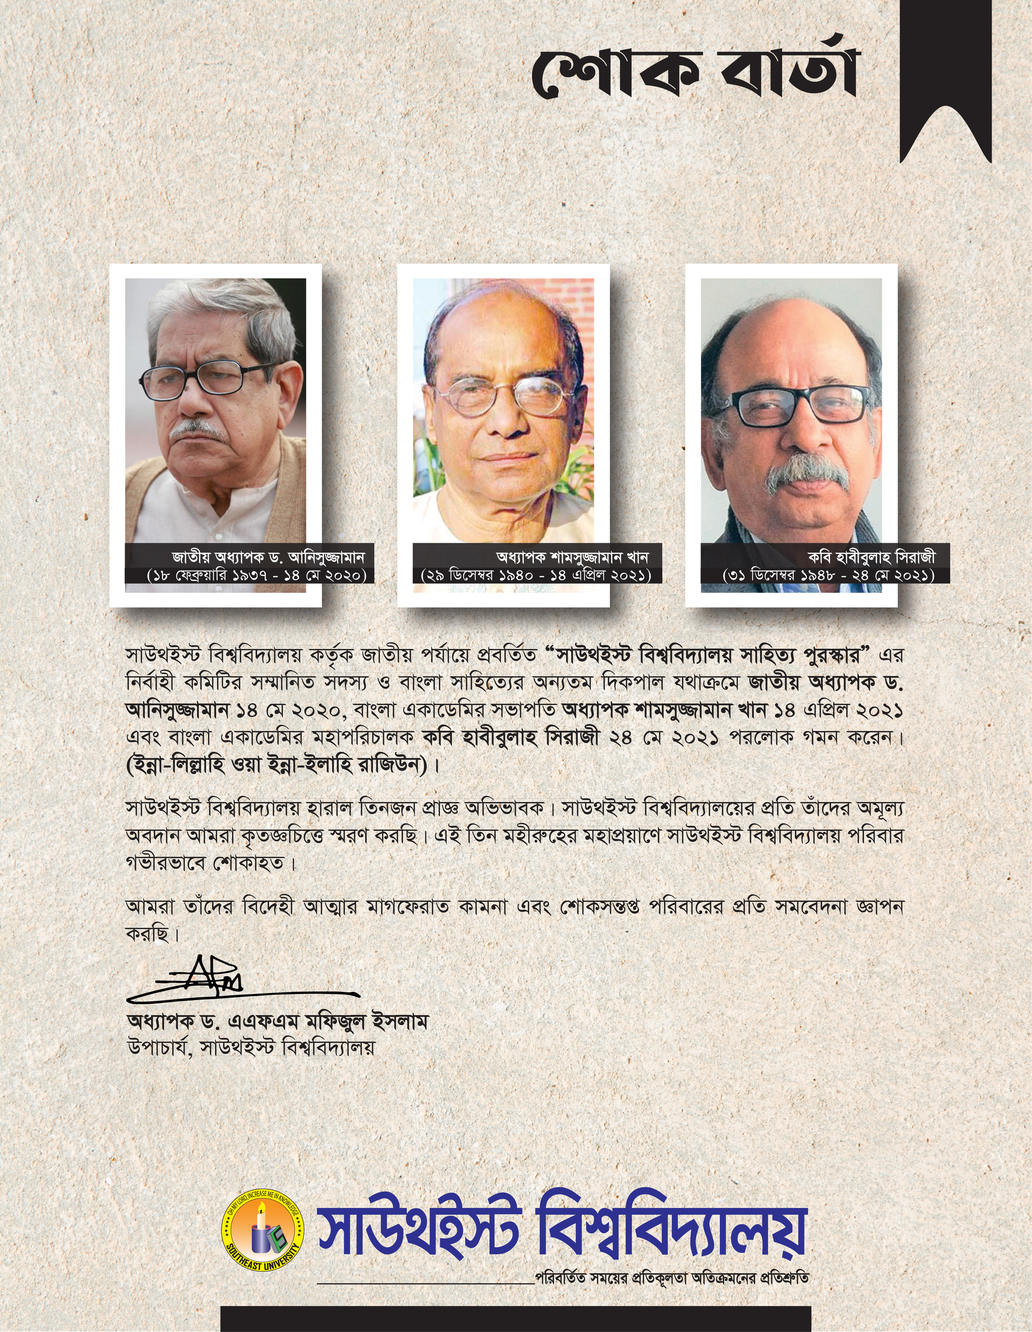 শোক বার্তা
জাতীয় অধ্যাপক ড. আনিসুজ্জামান
(১৮ ফেব্রুয়ারি ১৯৩৭ - ১৪ মে ২০২০)
অধ্যাপক শামসুজ্জামান খান
(২৯ ডিসেম্বর ১৯৪০ - ১৪ এপ্রিল ২০২১)
কবি হাবীবুলাহ সিরাজী
(৩১ ডিসেম্বর ১৯৪৮ - ২৪ মে ২০২১)
সাউথইস্ট বিশ্ববিদ্যালয় কর্তৃক জাতীয় পর্যায়ে প্রবর্তিত “সাউথইস্ট বিশ্ববিদ্যালয় সাহিত্য পুরস্কার” এর
নির্বাহী কমিটির সম্মানিত সদস্য ও বাংলা সাহিত্যের অন্যতম দিকপাল যথাক্রমে জাতীয় অধ্যাপক ড.
আনিসুজ্জামান ১৪ মে ২০২০, বাংলা একাডেমির সভাপতি অধ্যাপক শামসুজ্জামান খান ১৪ এপ্রিল ২০২১
এবং বাংলা একাডেমির মহাপরিচালক কবি হাবীবুলাহ সিরাজী ২৪ মে ২০২১ পরলোক গমন করেন।
(ইন্না-লিল্লাহি ওয়া ইন্না-ইলাহি রাজিউন)।
সাউথইস্ট বিশ্ববিদ্যালয় হারাল তিনজন প্রাজ্ঞ অভিভাবক। সাউথইস্ট বিশ্ববিদ্যালয়ের প্রতি তাঁদের অমূল্য
অবদান আমরা কৃতজ্ঞচিত্তে স্মরণ করছি। এই তিন মহীরুহের মহাপ্রয়াণে সাউথইস্ট বিশ্ববিদ্যালয় পরিবার
গভীরভাবে শোকাহত।
আমরা তাঁদের বিদেহী আত্মার মাগফেরাত কামনা এবং শোকসন্তপ্ত পরিবারের প্রতি সমবেদনা জ্ঞাপন
করছি।
অধ্যাপক ড. এএফএম মফিজুল ইসলাম
উপাচার্য, সাউথইস্ট বিশ্ববিদ্যালয়
OH MY LORD, INCREASE ME IN KNOWLEDGE
SOUTHEAST UNIVERSITY
সাউথইস্ট বিশ্ববিদ্যালয়
পরিবর্তিত সময়ের প্রতিকূলতা অতিক্রমনের প্রতিশ্রুতি